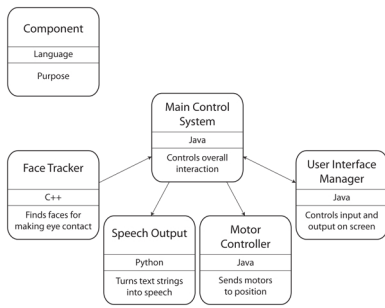 Component
Language
Purpose
Main Control
System
Java
Controls overall
interaction
Face Tracker
C++
Finds faces for
making eye contact
User Interface
Manager
Java
Controls input and
output on screen
Speech Output
Python
Turns text strings
into speech
Motor
Controller
Java
Sends motors
to position